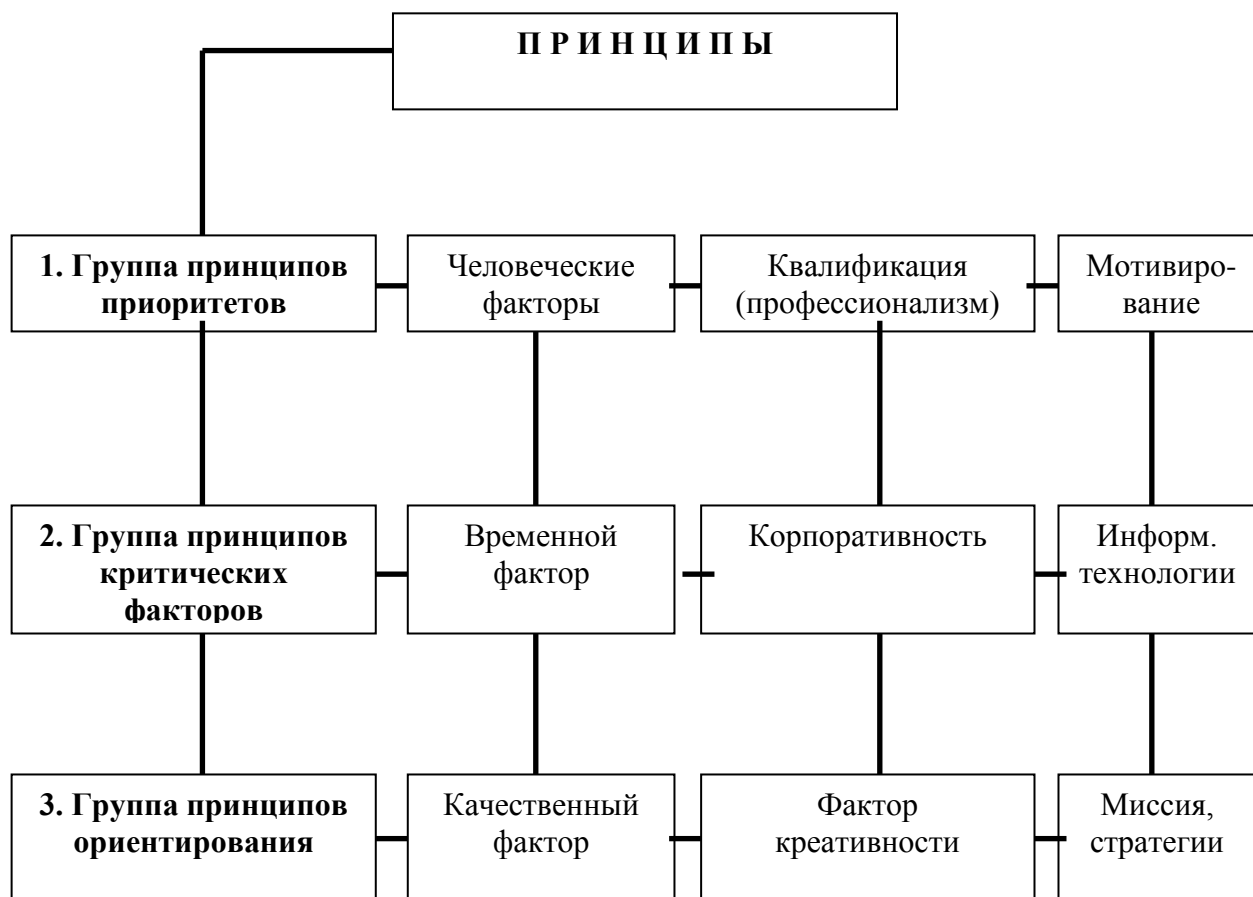 П Р И Н Ц И П Ы
1. Группа принципов
приоритетов
Человеческие
факторы
Квалификация
(профессионализм)
Мотивиро-
вание
2. Группа принципов
критических
факторов
Временной
фактор
Корпоративность
Информ.
технологии
3. Группа принципов
ориентирования
Качественный
фактор
Фактор
креативности
Миссия,
стратегии